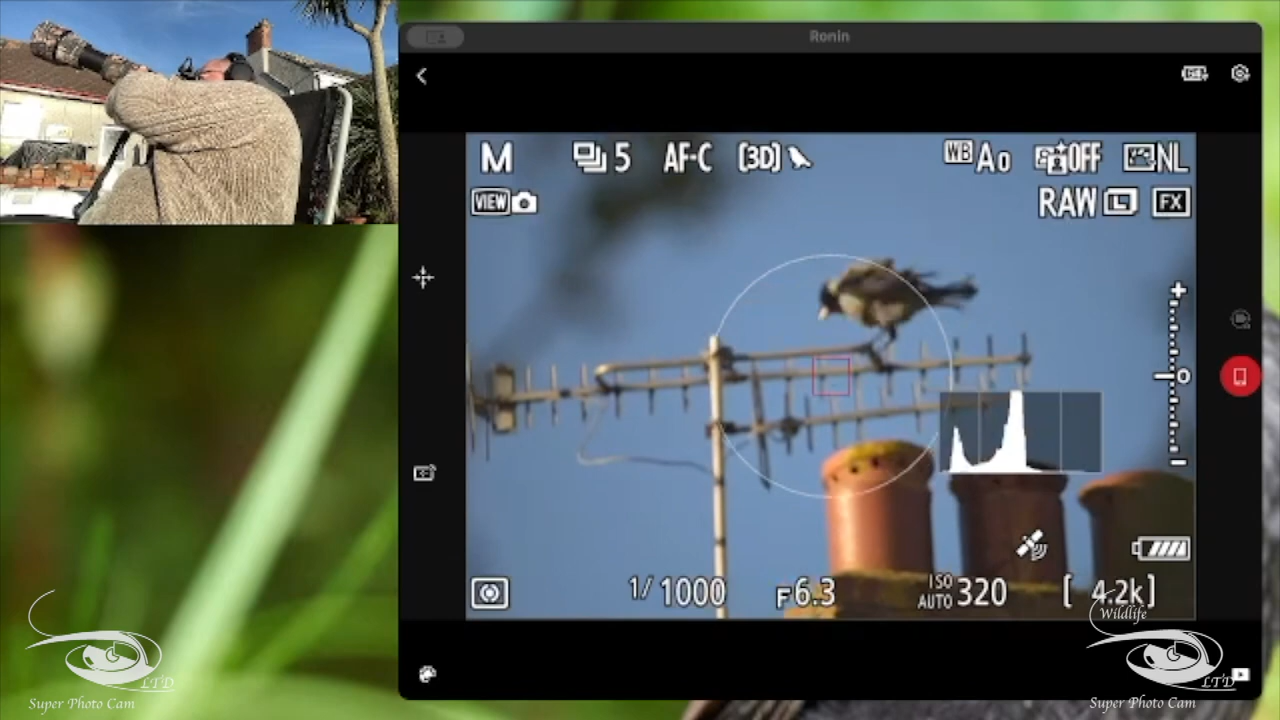 Ronin
M 5 AF-C [3D] WB A0 OFF NL
VIEW RAW L FX
+
0
-
1/1000 F6.3 ISO AUTO 320 [ 4.2k]
Wildlife
LTD
Super Photo Cam
LTD
Super Photo Cam